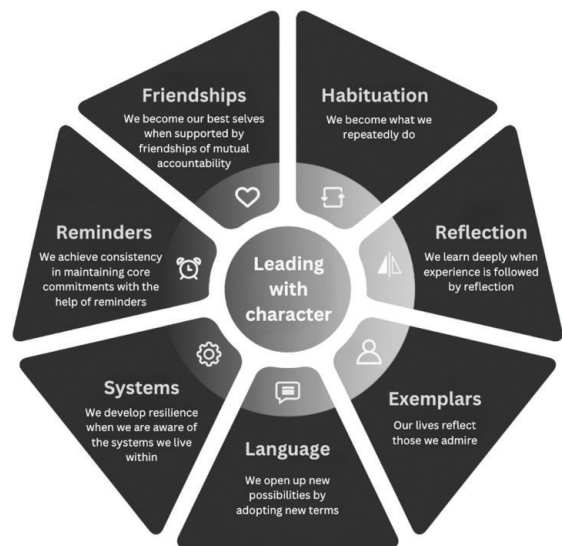 Friendships
We become our best selves
when supported by
friendships of mutual
accountability
Habituation
We become what we
repeatedly do
Reminders
We achieve consistency
in maintaining core
commitments with the
help of reminders
Leading
with
character
Reflection
We learn deeply when
experience is followed
by reflection
Systems
We develop resilience
when we are aware of
the systems we live
within
Language
We open up new
possibilities by
adopting new terms
Exemplars
Our lives reflect
those we admire